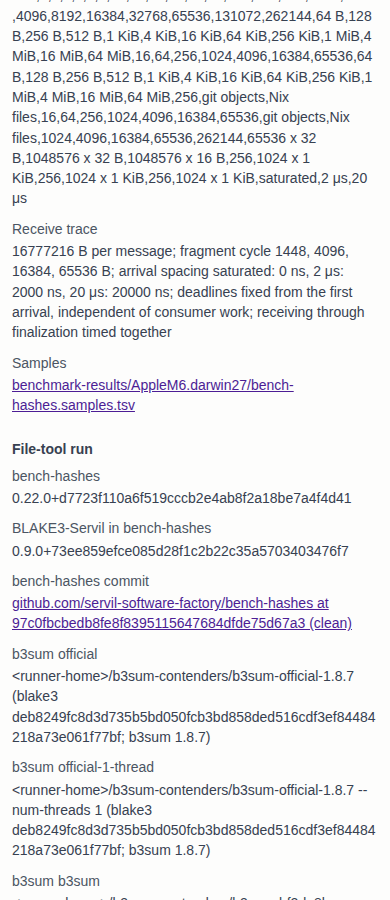 ,4096,8192,16384,32768,65536,131072,262144,64 B,128
B,256 B,512 B,1 KiB,4 KiB,16 KiB,64 KiB,256 KiB,1 MiB,4
MiB,16 MiB,64 MiB,16,64,256,1024,4096,16384,65536,64
B,128 B,256 B,512 B,1 KiB,4 KiB,16 KiB,64 KiB,256 KiB,1
MiB,4 MiB,16 MiB,64 MiB,256,git objects,Nix
files,16,64,256,1024,4096,16384,65536,git objects,Nix
files,1024,4096,16384,65536,262144,65536 x 32
B,1048576 x 32 B,1048576 x 16 B,256,1024 x 1
KiB,256,1024 x 1 KiB,256,1024 x 1 KiB,saturated,2 μs,20
μs
Receive trace
16777216 B per message; fragment cycle 1448, 4096,
16384, 65536 B; arrival spacing saturated: 0 ns, 2 μs:
2000 ns, 20 μs: 20000 ns; deadlines fixed from the first
arrival, independent of consumer work; receiving through
finalization timed together
Samples
benchmark-results/AppleM6.darwin27/bench-
hashes.samples.tsv
File-tool run
bench-hashes
0.22.0+d7723f110a6f519cccb2e4ab8f2a18be7a4f4d41
BLAKE3-Servil in bench-hashes
0.9.0+73ee859efce085d28f1c2b22c35a5703403476f7
bench-hashes commit
github.com/servil-software-factory/bench-hashes at
97c0fbcbedb8fe8f8395115647684dfde75d67a3 (clean)
b3sum official
<runner-home>/b3sum-contenders/b3sum-official-1.8.7
(blake3
deb8249fc8d3d735b5bd050fcb3bd858ded516cdf3ef84484
218a73e061f77bf; b3sum 1.8.7)
b3sum official-1-thread
<runner-home>/b3sum-contenders/b3sum-official-1.8.7 --
num-threads 1 (blake3
deb8249fc8d3d735b5bd050fcb3bd858ded516cdf3ef84484
218a73e061f77bf; b3sum 1.8.7)
b3sum b3sum